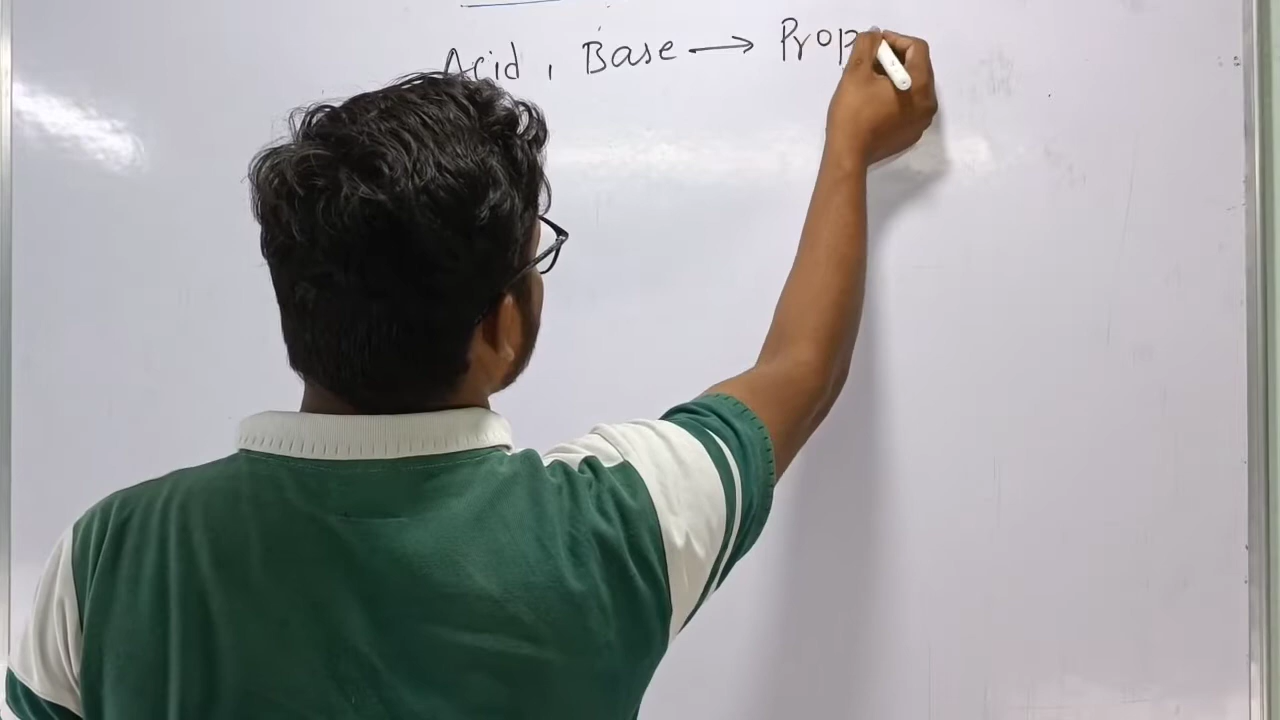 Acid, Base → Prop